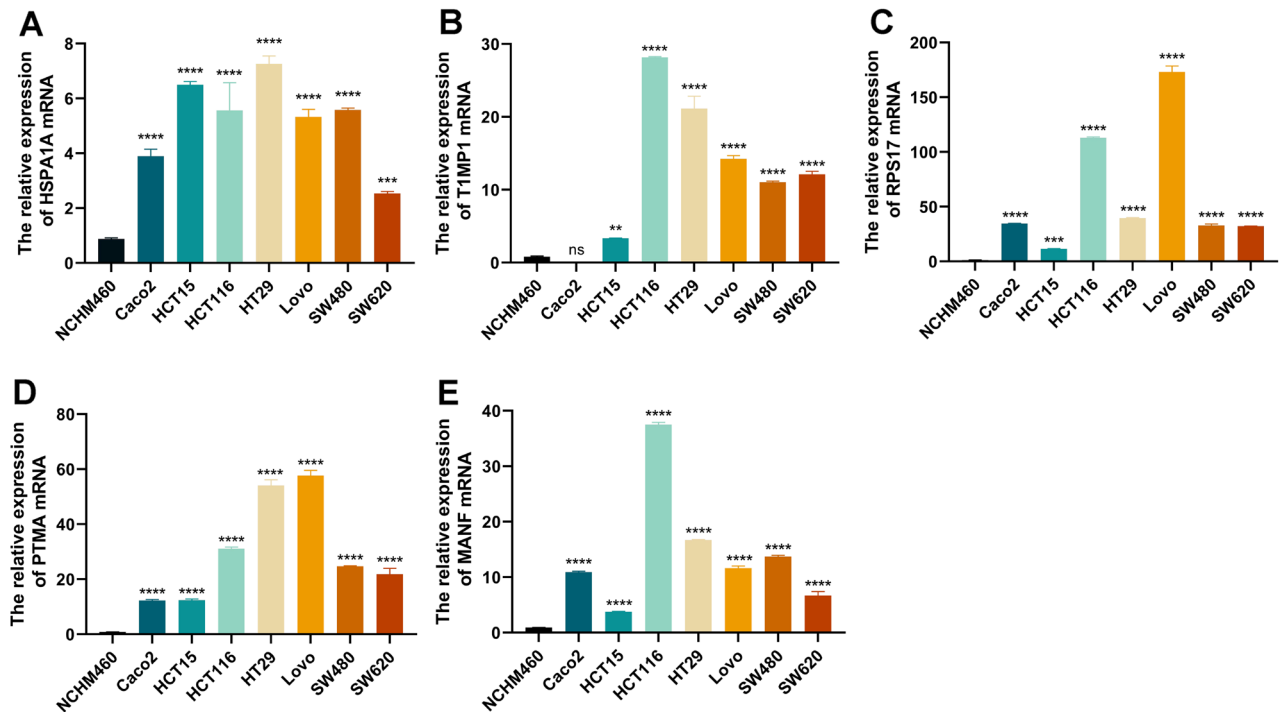 A
The relative expression
of HSPA1A mRNA
8
6
4
2
0
****
****
****
****
****
****
***
NCHM460
Caco2
HCT15
HCT116
HT29
Lovo
SW480
SW620
B
The relative expression
of T1MP1 mRNA
30
20
10
0
ns
**
****
****
****
****
****
NCHM460
Caco2
HCT15
HCT116
HT29
Lovo
SW480
SW620
C
The relative expression
of RPS17 mRNA
200
150
100
50
0
****
***
****
****
****
****
****
NCHM460
Caco2
HCT15
HCT116
HT29
Lovo
SW480
SW620
D
The relative expression
of PTMA mRNA
80
60
40
20
0
****
****
****
****
****
****
****
NCHM460
Caco2
HCT15
HCT116
HT29
Lovo
SW480
SW620
E
The relative expression
of MANF mRNA
40
30
20
10
0
****
****
****
****
****
****
****
NCHM460
Caco2
HCT15
HCT116
HT29
Lovo
SW480
SW620